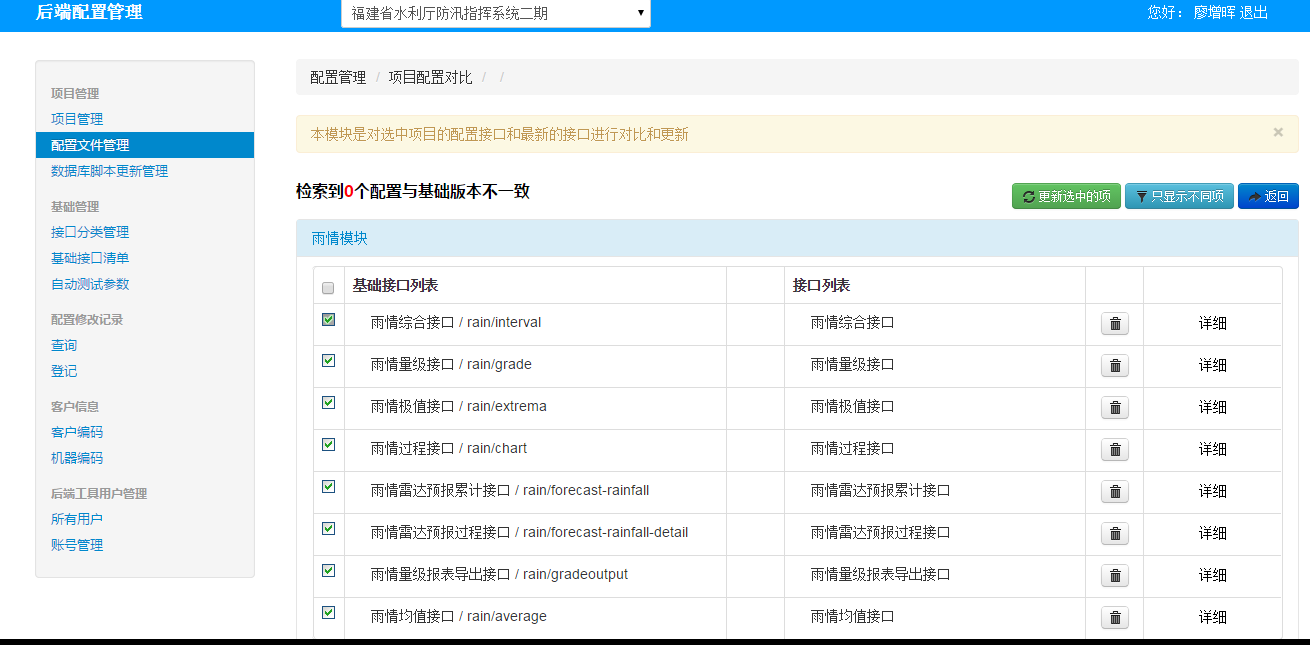 后端配置管理
福建省水利厅防汛指挥系统二期
您好： 廖增晖 退出
项目管理
项目管理
配置文件管理
数据库脚本更新管理
基础管理
接口分类管理
基础接口清单
自动测试参数
配置修改记录
查询
登记
客户信息
客户编码
机器编码
后端工具用户管理
所有用户
账号管理
配置管理 / 项目配置对比 / /
本模块是对选中项目的配置接口和最新的接口进行对比和更新 ×
检索到0个配置与基础版本不一致
更新选中的项 只显示不同项 返回
雨情模块
基础接口列表 接口列表
雨情综合接口 / rain/interval 雨情综合接口 详细
雨情量级接口 / rain/grade 雨情量级接口 详细
雨情极值接口 / rain/extrema 雨情极值接口 详细
雨情过程接口 / rain/chart 雨情过程接口 详细
雨情雷达预报累计接口 / rain/forecast-rainfall 雨情雷达预报累计接口 详细
雨情雷达预报过程接口 / rain/forecast-rainfall-detail 雨情雷达预报过程接口 详细
雨情量级报表导出接口 / rain/gradeoutput 雨情量级报表导出接口 详细
雨情均值接口 / rain/average 雨情均值接口 详细